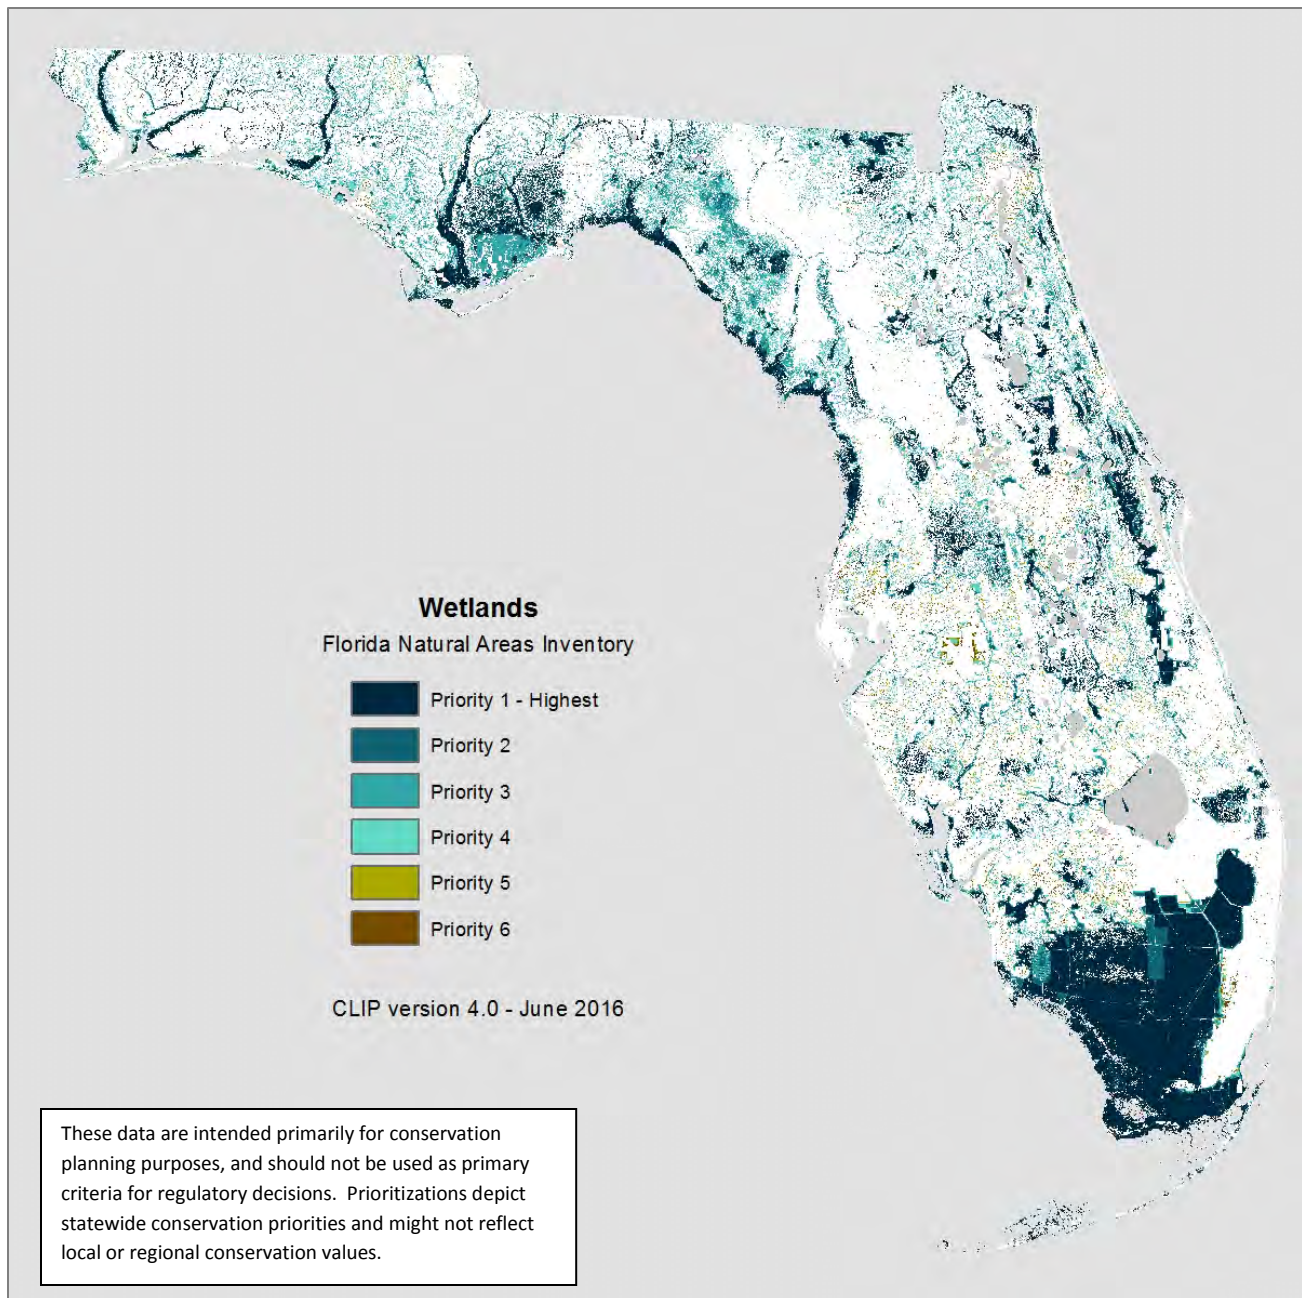 Wetlands
Florida Natural Areas Inventory
Priority 1 - Highest
Priority 2
Priority 3
Priority 4
Priority 5
Priority 6
CLIP version 4.0 - June 2016
These data are intended primarily for conservation
planning purposes, and should not be used as primary
criteria for regulatory decisions.  Prioritizations depict
statewide conservation priorities and might not reflect
local or regional conservation values.